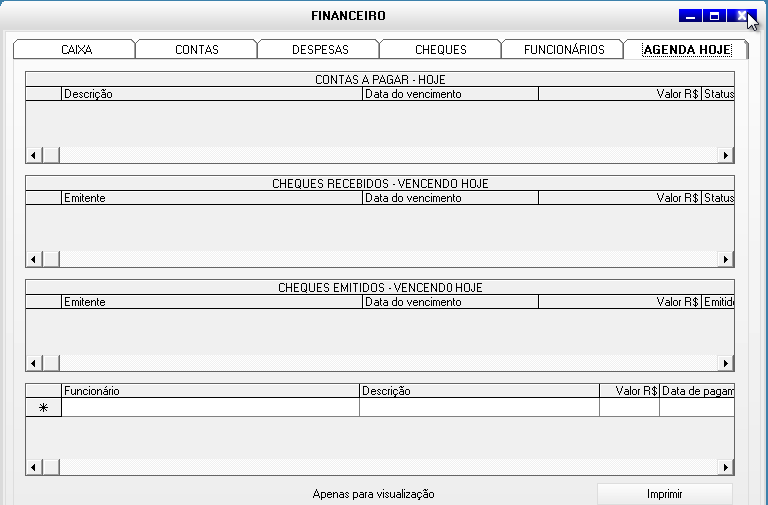 FINANCEIRO
CAIXA CONTAS DESPESAS CHEQUES FUNCIONÁRIOS AGENDA HOJE
CONTAS A PAGAR - HOJE
Descrição Data do vencimento Valor R$ Status
CHEQUES RECEBIDOS - VENCENDO HOJE
Emitente Data do vencimento Valor R$ Status
CHEQUES EMITIDOS - VENCENDO HOJE
Emitente Data do vencimento Valor R$ Emitido
Funcionário Descrição Valor R$ Data de pagam
Apenas para visualização Imprimir